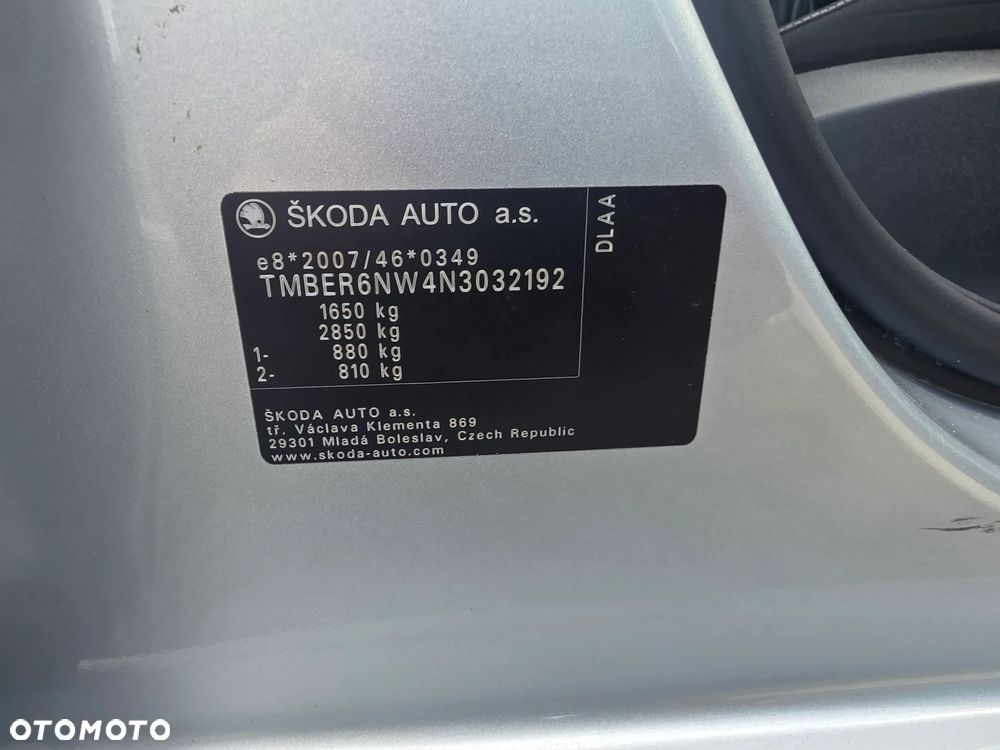 ŠKODA AUTO a.s.
DLAA
e8*2007/46*0349
TMBER6NW4N3032192
1650 kg
2850 kg
1- 880 kg
2- 810 kg
ŠKODA AUTO a.s.
tř. Václava Klementa 869
29301 Mladá Boleslav, Czech Republic
www.skoda-auto.com
OTOMOTO